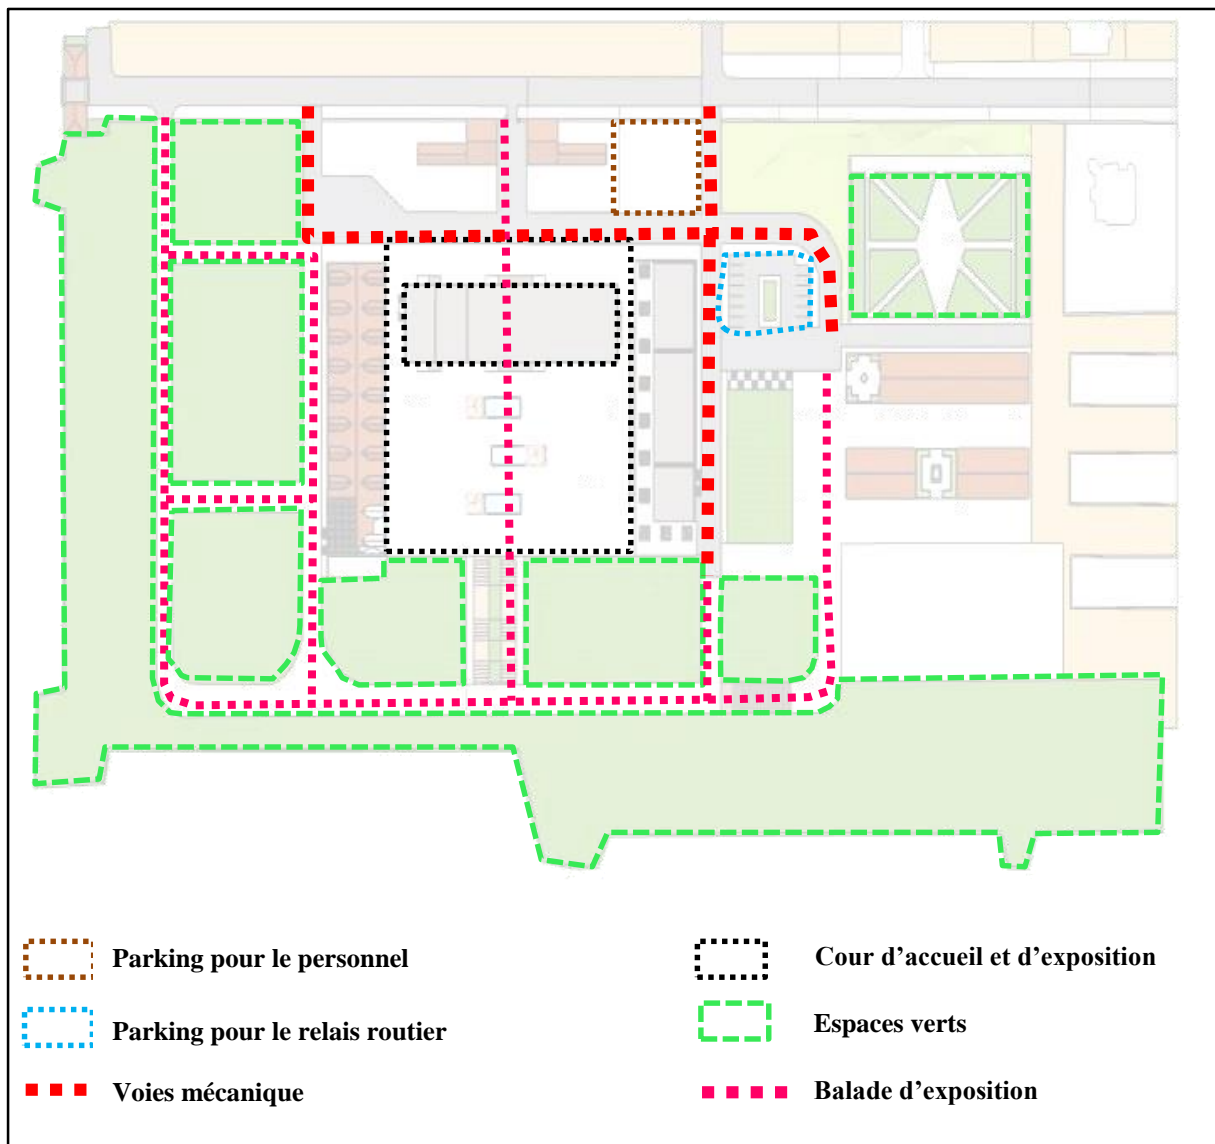 Parking pour le personnel
Parking pour le relais routier
Voies mécanique
Cour d’accueil et d’exposition
Espaces verts
Balade d’exposition